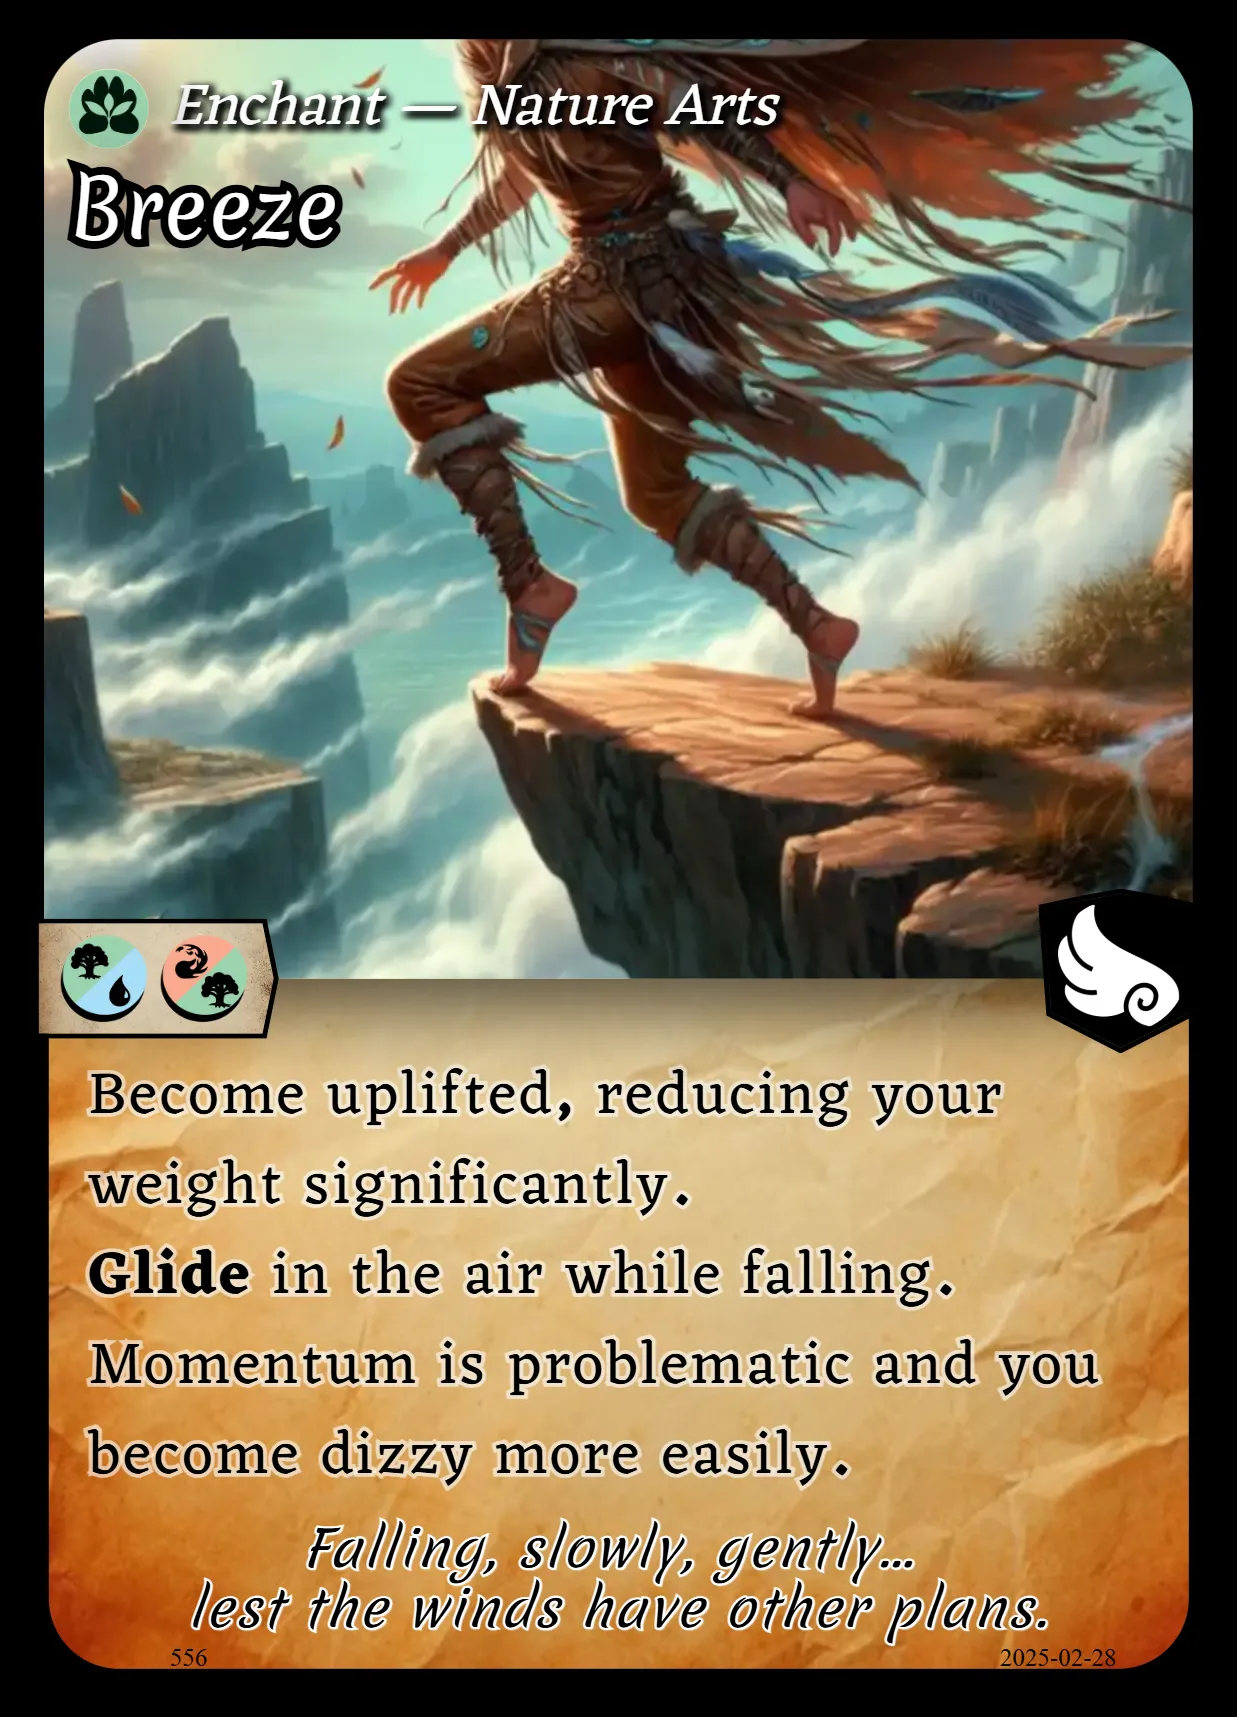 Enchant — Nature Arts
Breeze
Become uplifted, reducing your
weight significantly.
Glide in the air while falling.
Momentum is problematic and you
become dizzy more easily.
Falling, slowly, gently...
lest the winds have other plans.
556
2025-02-28